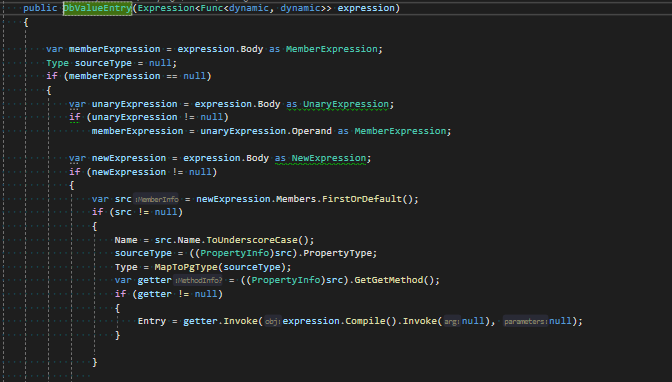 public DbValueEntry(Expression<Func<dynamic, dynamic>> expression)
{
var memberExpression = expression.Body as MemberExpression;
Type sourceType = null;
if (memberExpression == null)
{
var unaryExpression = expression.Body as UnaryExpression;
if (unaryExpression != null)
memberExpression = unaryExpression.Operand as MemberExpression;
var newExpression = expression.Body as NewExpression;
if (newExpression != null)
{
var src :MemberInfo = newExpression.Members.FirstOrDefault();
if (src != null)
{
Name = src.Name.ToUnderscoreCase();
sourceType = ((PropertyInfo)src).PropertyType;
Type = MapToPgType(sourceType);
var getter :MethodInfo? = ((PropertyInfo)src).GetGetMethod();
if (getter != null)
{
Entry = getter.Invoke(obj: expression.Compile().Invoke(arg: null), parameters: null);
}
}